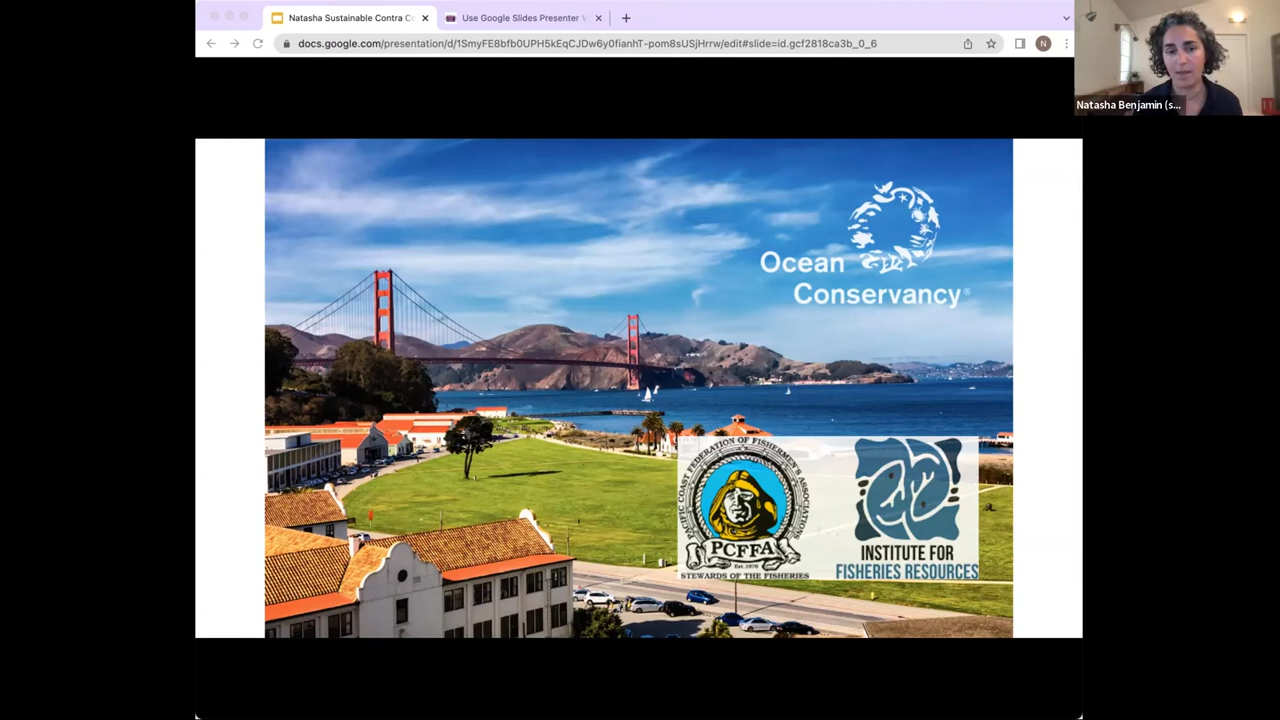 Natasha Sustainable Contra Co
Use Google Slides Presenter V
docs.google.com/presentation/d/1SmyFE8bfb0UPH5kEqCJDw6y0fianhT-pom8sUSjHrrw/edit#slide=id.gcf2818ca3b_0_6
N
Natasha Benjamin (s...
Ocean
Conservancy®
PACIFIC COAST FEDERATION OF FISHERMEN'S ASSOCIATIONS
PCFFA
Est. 1976
STEWARDS OF THE FISHERIES
INSTITUTE FOR
FISHERIES RESOURCES